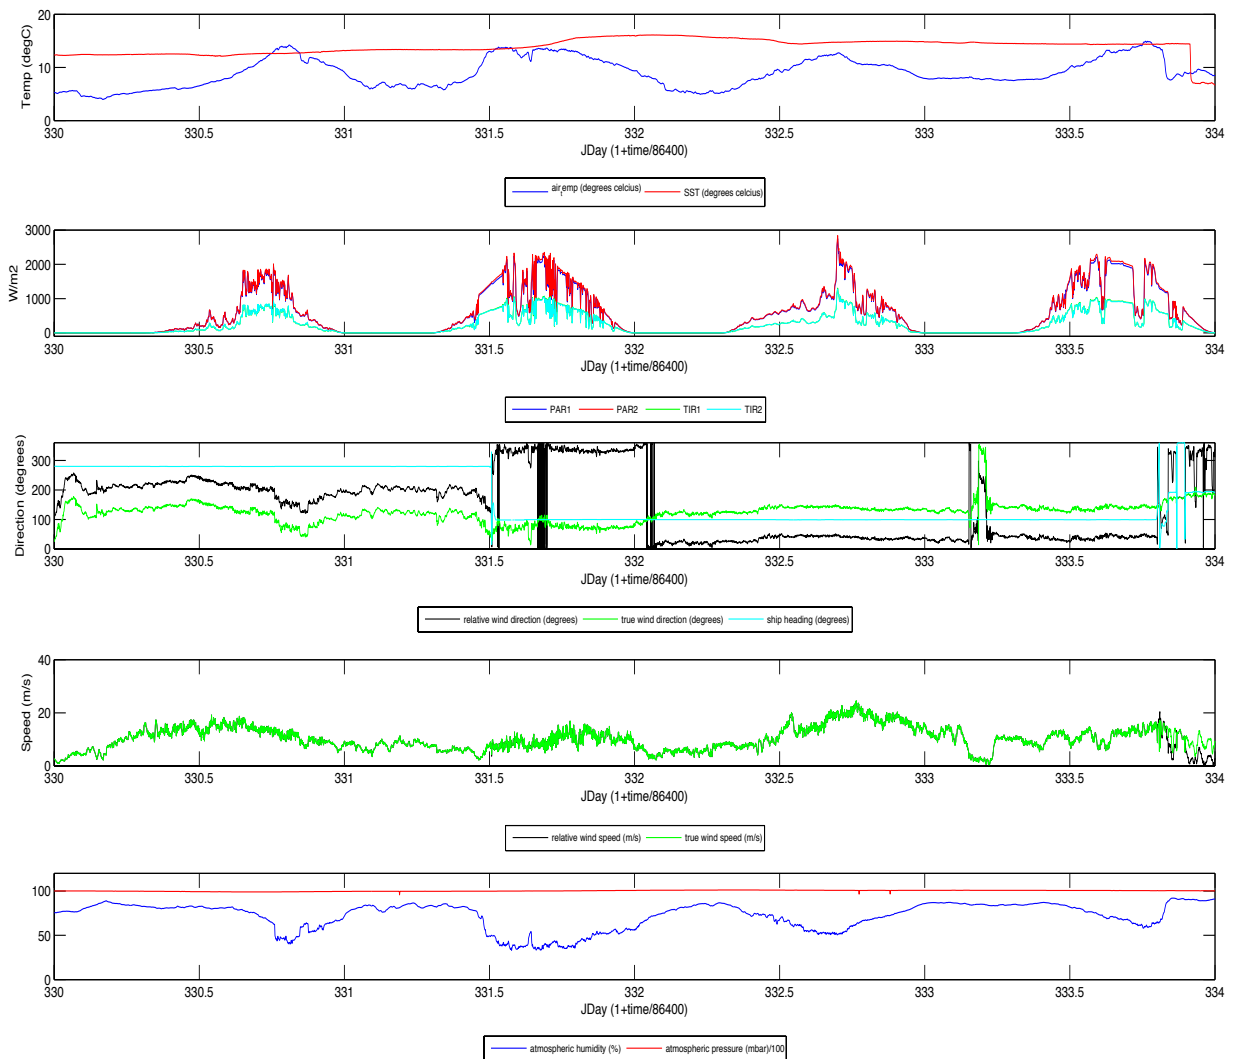 Temp (degC)
20
10
0
330 330.5 331 331.5 332 332.5 333 333.5 334
JDay (1+time/86400)
air_temp (degrees celcius) SST (degrees celcius)
W/m2
3000
2000
1000
0
330 330.5 331 331.5 332 332.5 333 333.5 334
JDay (1+time/86400)
PAR1 PAR2 TIR1 TIR2
Direction (degrees)
300
200
100
0
330 330.5 331 331.5 332 332.5 333 333.5 334
JDay (1+time/86400)
relative wind direction (degrees) true wind direction (degrees) ship heading (degrees)
Speed (m/s)
40
20
0
330 330.5 331 331.5 332 332.5 333 333.5 334
JDay (1+time/86400)
relative wind speed (m/s) true wind speed (m/s)
100
50
0
330 330.5 331 331.5 332 332.5 333 333.5 334
JDay (1+time/86400)
atmospheric humidity (%) atmospheric pressure (mbar)/100